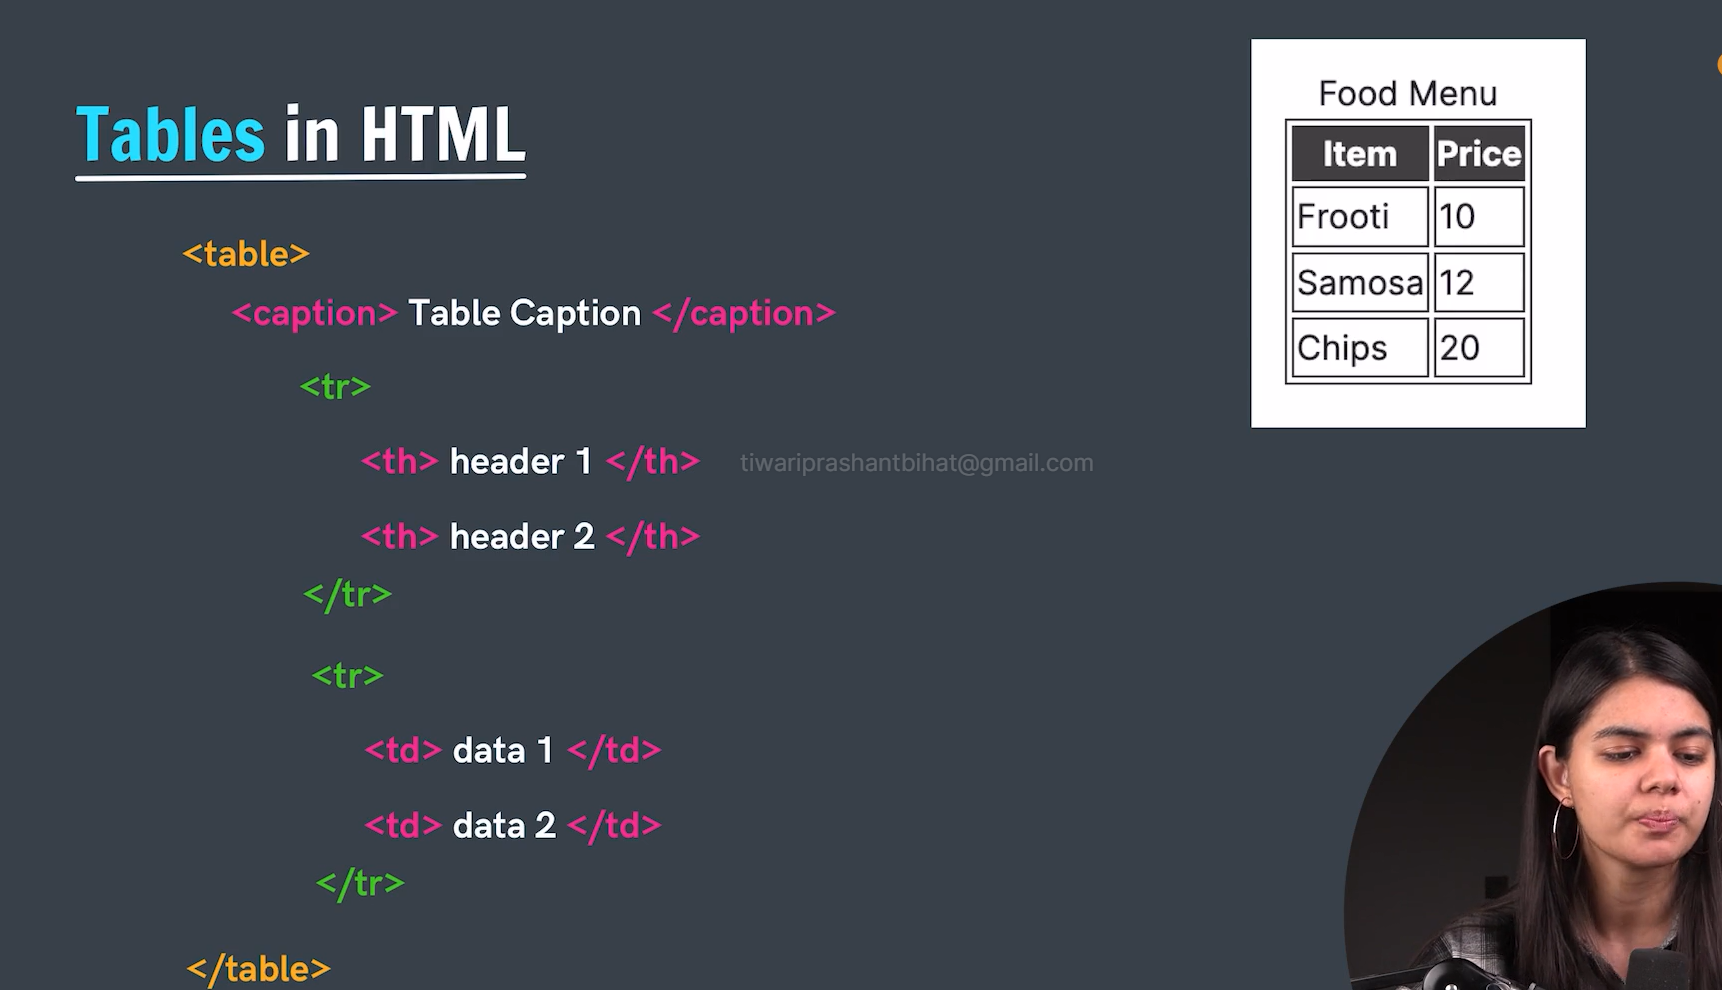 Tables in HTML
<table>
<caption> Table Caption </caption>
<tr>
<th> header 1 </th>
tiwariprashantbihat@gmail.com
<th> header 2 </th>
</tr>
<tr>
<td> data 1 </td>
<td> data 2 </td>
</tr>
</table>
Food Menu
Item Price
Frooti 10
Samosa 12
Chips 20